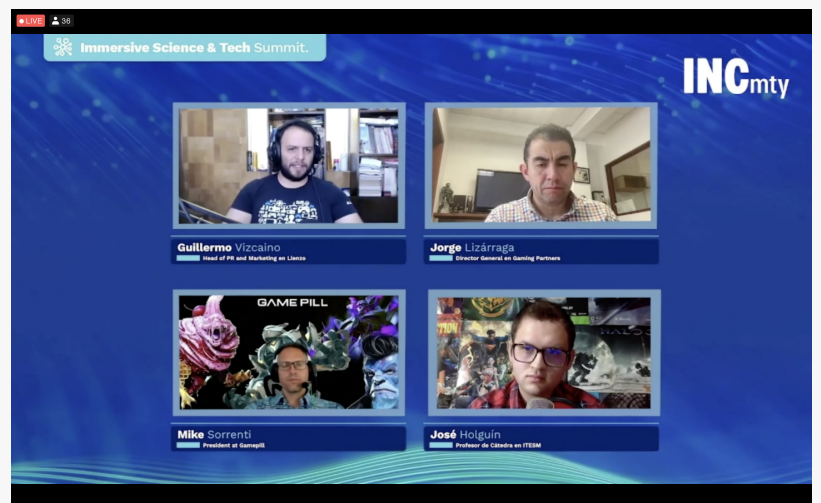 LIVE 36
Immersive Science & Tech Summit.
INCmty
Guillermo Vizcaino
Head of PR and Marketing en Lienzo
Jorge Lizárraga
Director General en Gaming Partners
GAME PILL
HALO
Mike Sorrenti
President at Gamepill
José Holguín
Profesor de Cátedra en ITESM